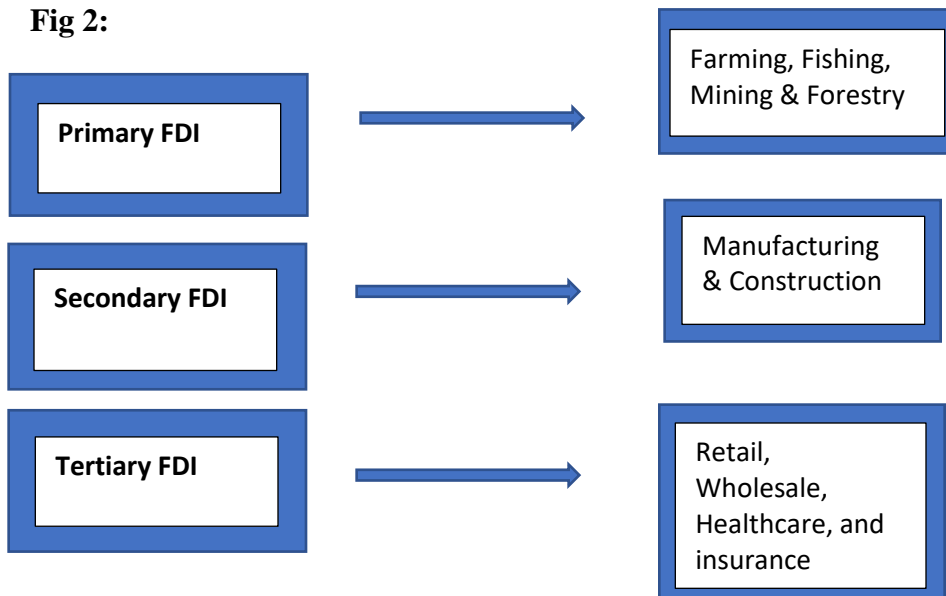 Fig 2:
Primary FDI
Farming, Fishing,
Mining & Forestry
Secondary FDI
Manufacturing
& Construction
Tertiary FDI
Retail,
Wholesale,
Healthcare, and
insurance